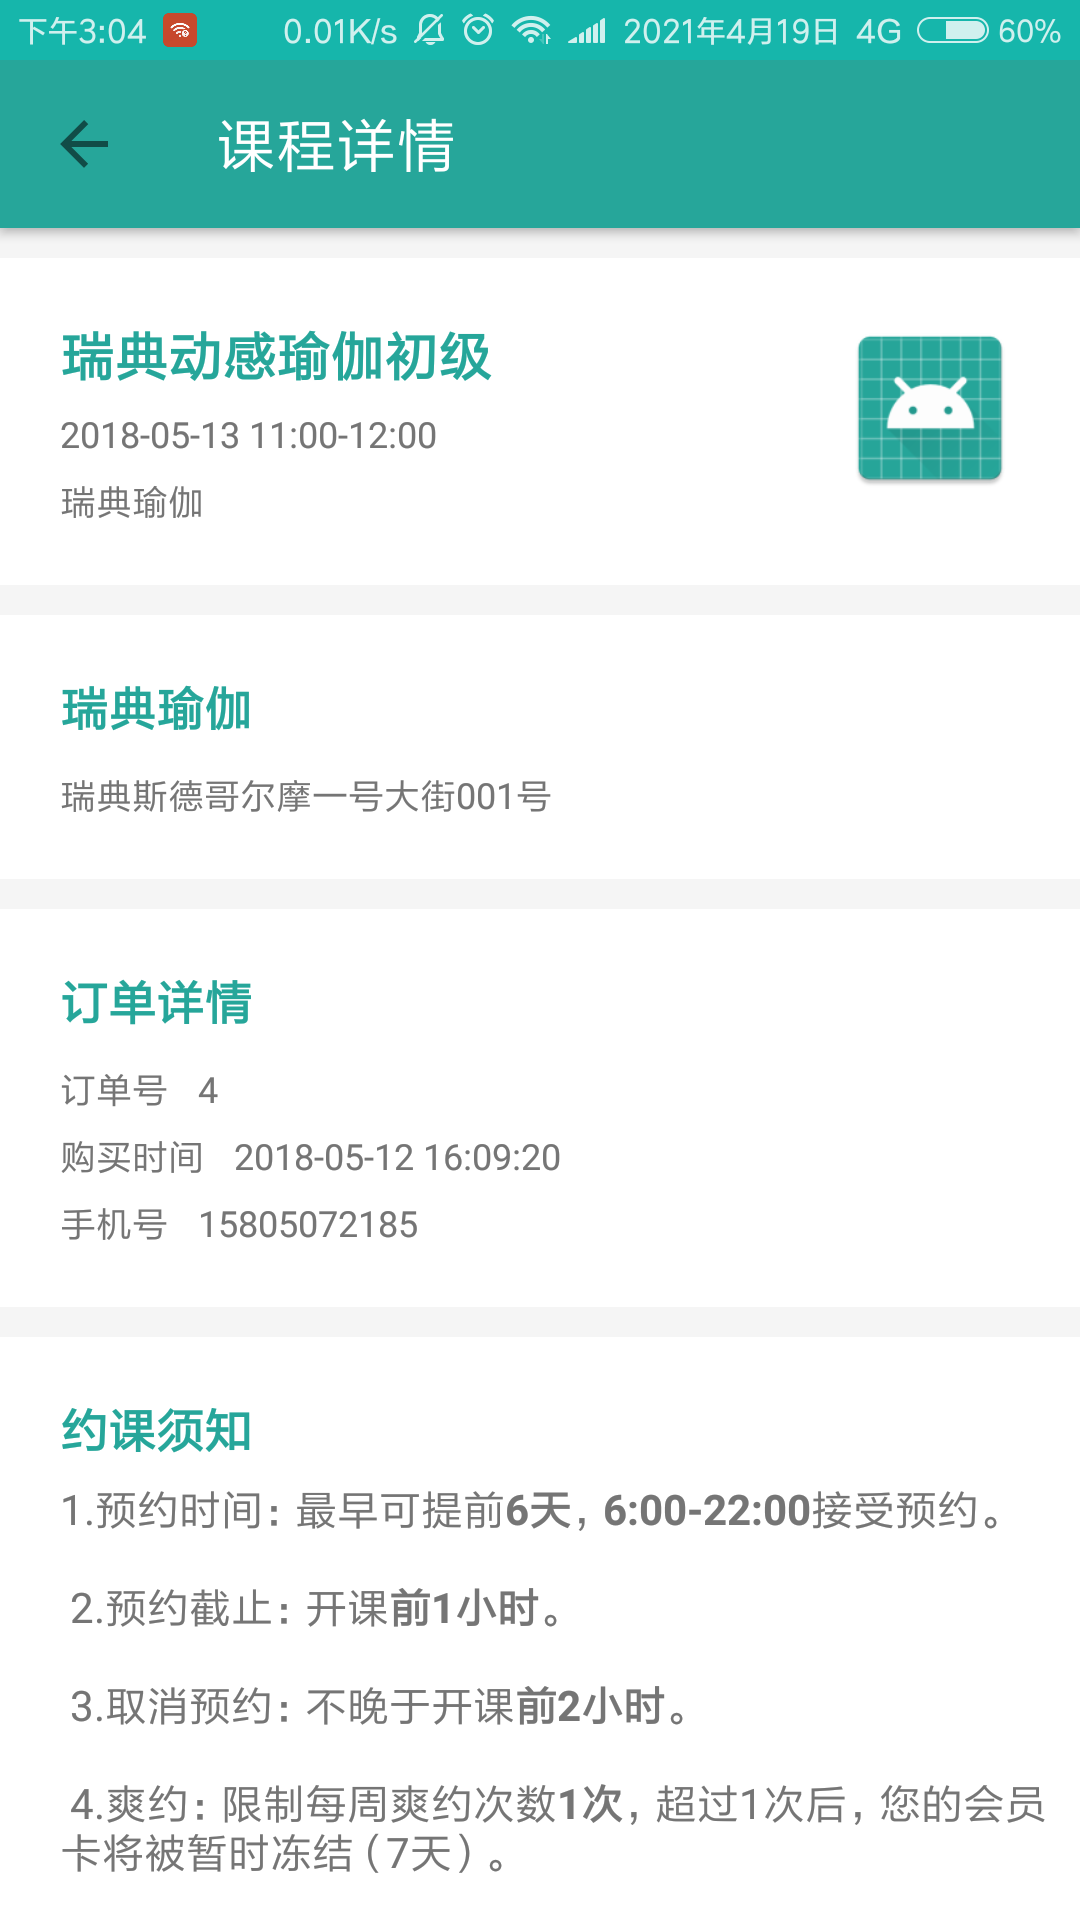 下午3:04 0.01K/s 2021年4月19日 4G 60%
课程详情
瑞典动感瑜伽初级
2018-05-13 11:00-12:00
瑞典瑜伽
瑞典瑜伽
瑞典斯德哥尔摩一号大街001号
订单详情
订单号 4
购买时间 2018-05-12 16:09:20
手机号 15805072185
约课须知
1.预约时间：最早可提前6天，6:00-22:00接受预约。
2.预约截止：开课前1小时。
3.取消预约：不晚于开课前2小时。
4.爽约：限制每周爽约次数1次，超过1次后，您的会员
卡将被暂时冻结（7天）。